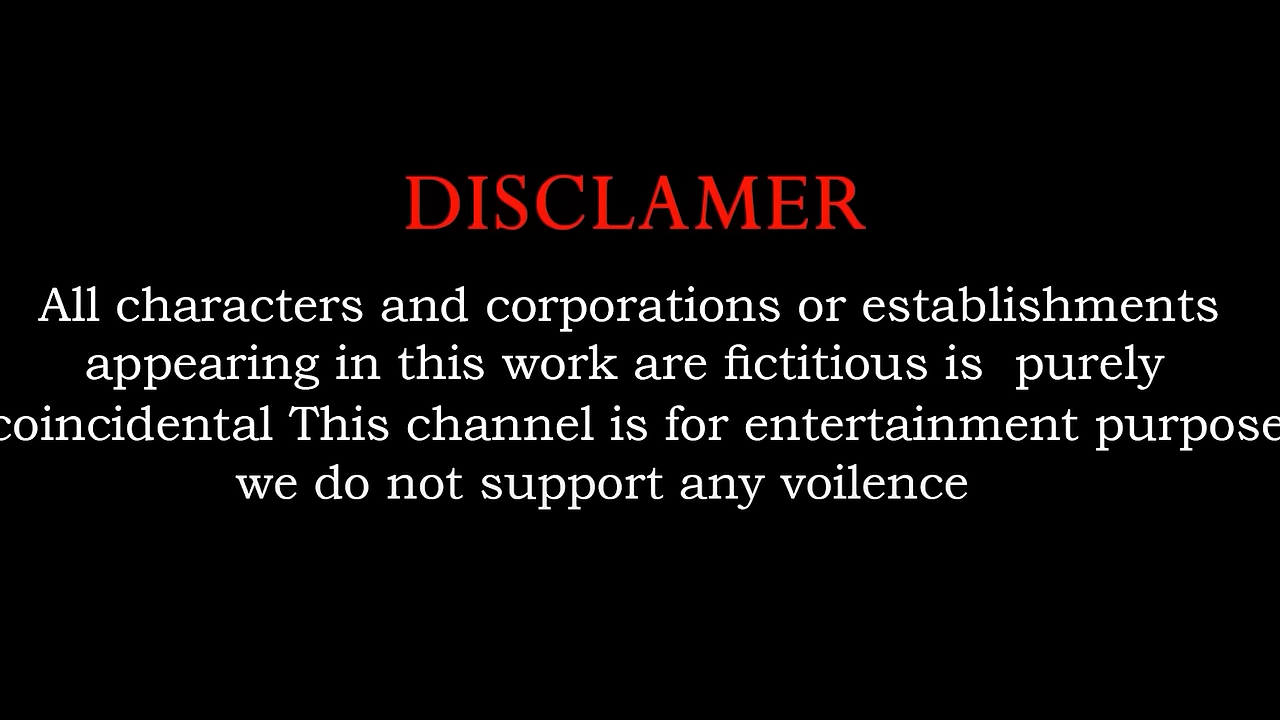 DISCLAMER
All characters and corporations or establishments
appearing in this work are fictitious is  purely
coincidental This channel is for entertainment purpose
we do not support any voilence